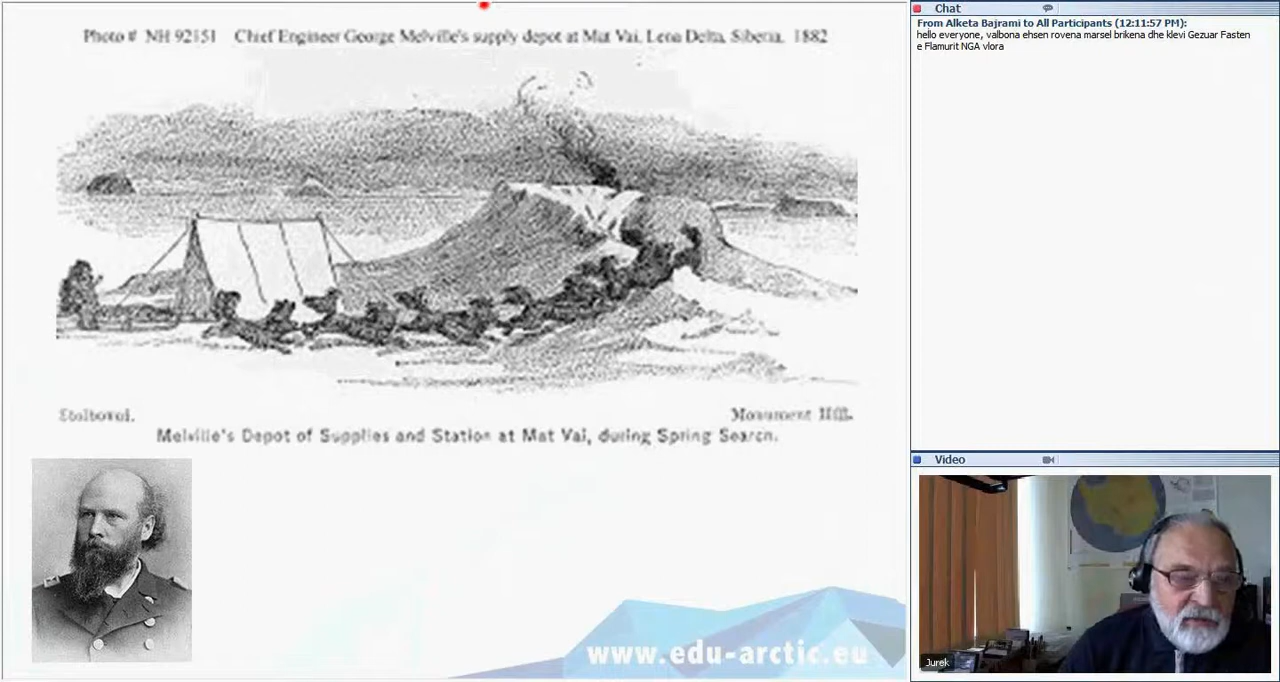 Photo # NH 92151 Chief Engineer George Melville's supply depot at Mat Vai, Lena Delta, Siberia, 1882
Stolbovoi.
Monument Hill.
Melville's Depot of Supplies and Station at Mat Vai, during Spring Search.
www.edu-arctic.eu
Chat
From Alketa Bajrami to All Participants (12:11:57 PM):
hello everyone, valbona ehsen rovena marsel brikena dhe klevi Gezuar Fasten
e Flamurit NGA vlora
Video
Jurek